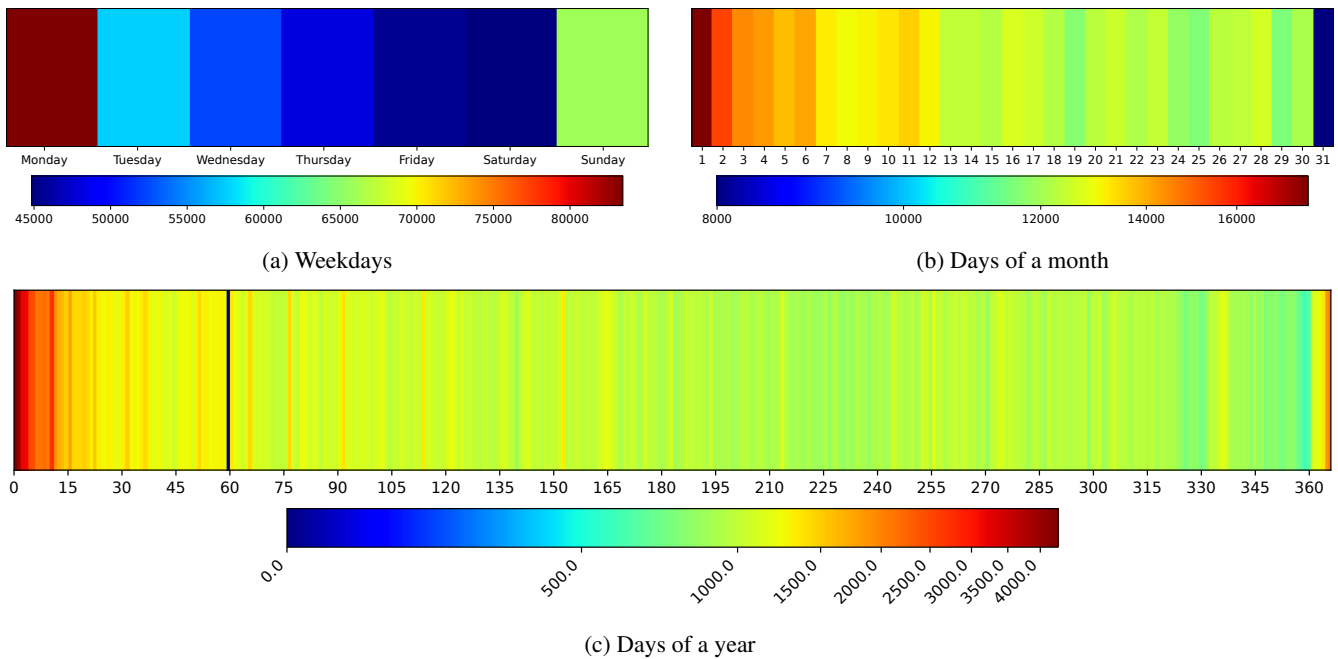 Monday Tuesday Wednesday Thursday Friday Saturday Sunday
45000 50000 55000 60000 65000 70000 75000 80000
(a) Weekdays
1 2 3 4 5 6 7 8 9 10 11 12 13 14 15 16 17 18 19 20 21 22 23 24 25 26 27 28 29 30 31
8000 10000 12000 14000 16000
(b) Days of a month
0 15 30 45 60 75 90 105 120 135 150 165 180 195 210 225 240 255 270 285 300 315 330 345 360
0.0 500.0 1000.0 1500.0 2000.0 2500.0 3000.0 3500.0 4000.0
(c) Days of a year